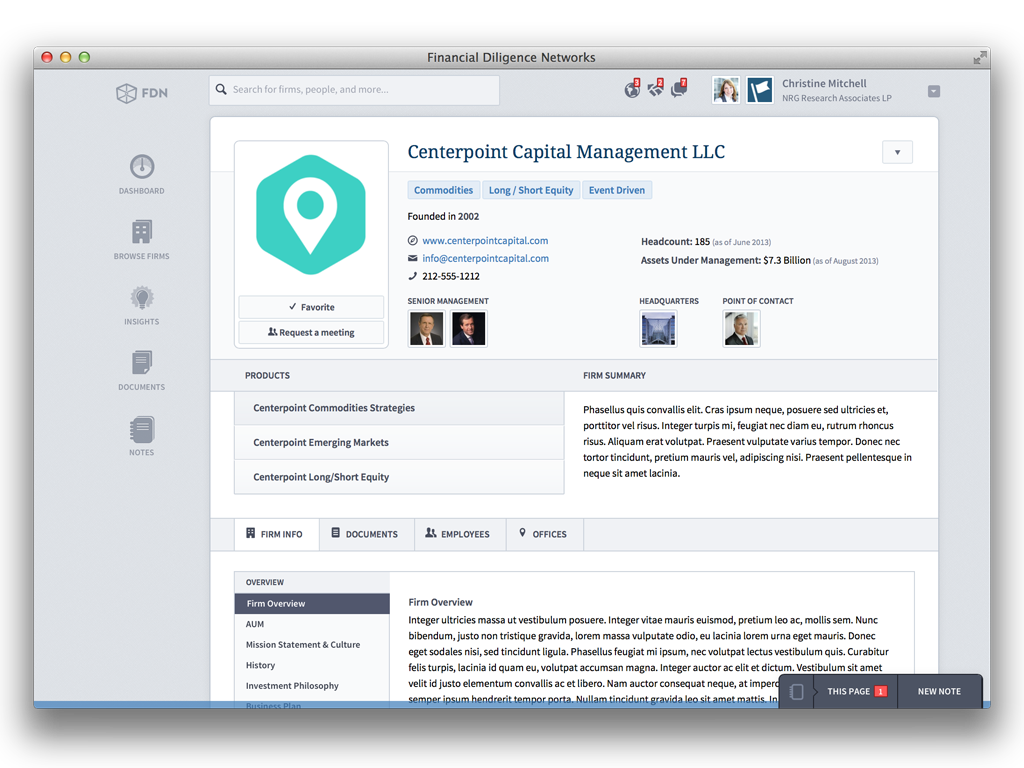 Financial Diligence Networks
FDN
Search for firms, people, and more...
3
2
7
Christine Mitchell
NRG Research Associates LP
DASHBOARD
BROWSE FIRMS
INSIGHTS
DOCUMENTS
NOTES
Favorite
Request a meeting
Centerpoint Capital Management LLC
Commodities
Long / Short Equity
Event Driven
Founded in 2002
www.centerpointcapital.com
info@centerpointcapital.com
212-555-1212
Headcount: 185 (as of June 2013)
Assets Under Management: $7.3 Billion (as of August 2013)
SENIOR MANAGEMENT
HEADQUARTERS
POINT OF CONTACT
PRODUCTS
Centerpoint Commodities Strategies
Centerpoint Emerging Markets
Centerpoint Long/Short Equity
FIRM SUMMARY
Phasellus quis convallis elit. Cras ipsum neque, posuere sed ultricies et,
porttitor vel risus. Integer turpis mi, feugiat nec diam eu, rutrum rhoncus
risus. Aliquam erat volutpat. Praesent vulputate varius tempor. Donec nec
tortor tincidunt, pretium mauris vel, adipiscing nisi. Praesent pellentesque in
neque sit amet lacinia.
FIRM INFO
DOCUMENTS
EMPLOYEES
OFFICES
OVERVIEW
Firm Overview
AUM
Mission Statement & Culture
History
Investment Philosophy
Business Plan
Firm Overview
Integer ultricies massa ut vestibulum posuere. Integer vitae mauris euismod, pretium leo ac, mollis sem. Nunc
bibendum, justo non tristique gravida, lorem massa vulputate odio, eu lacinia lorem urna eget mauris. Donec
eget sodales nisi, sed tincidunt ligula. Phasellus feugiat mi ipsum, nec volutpat lectus vestibulum quis. Curabitur
felis turpis, lacinia id quam eu, volutpat accumsan magna. Integer auctor ac elit et dictum. Vestibulum sit amet
velit id justo elementum convallis ac et libero. Nam auctor consequat neque, at
semper ipsum hendrerit tempor porta. Nullam tincidunt gravida leo sit amet mattis. In
THIS PAGE 1
NEW NOTE